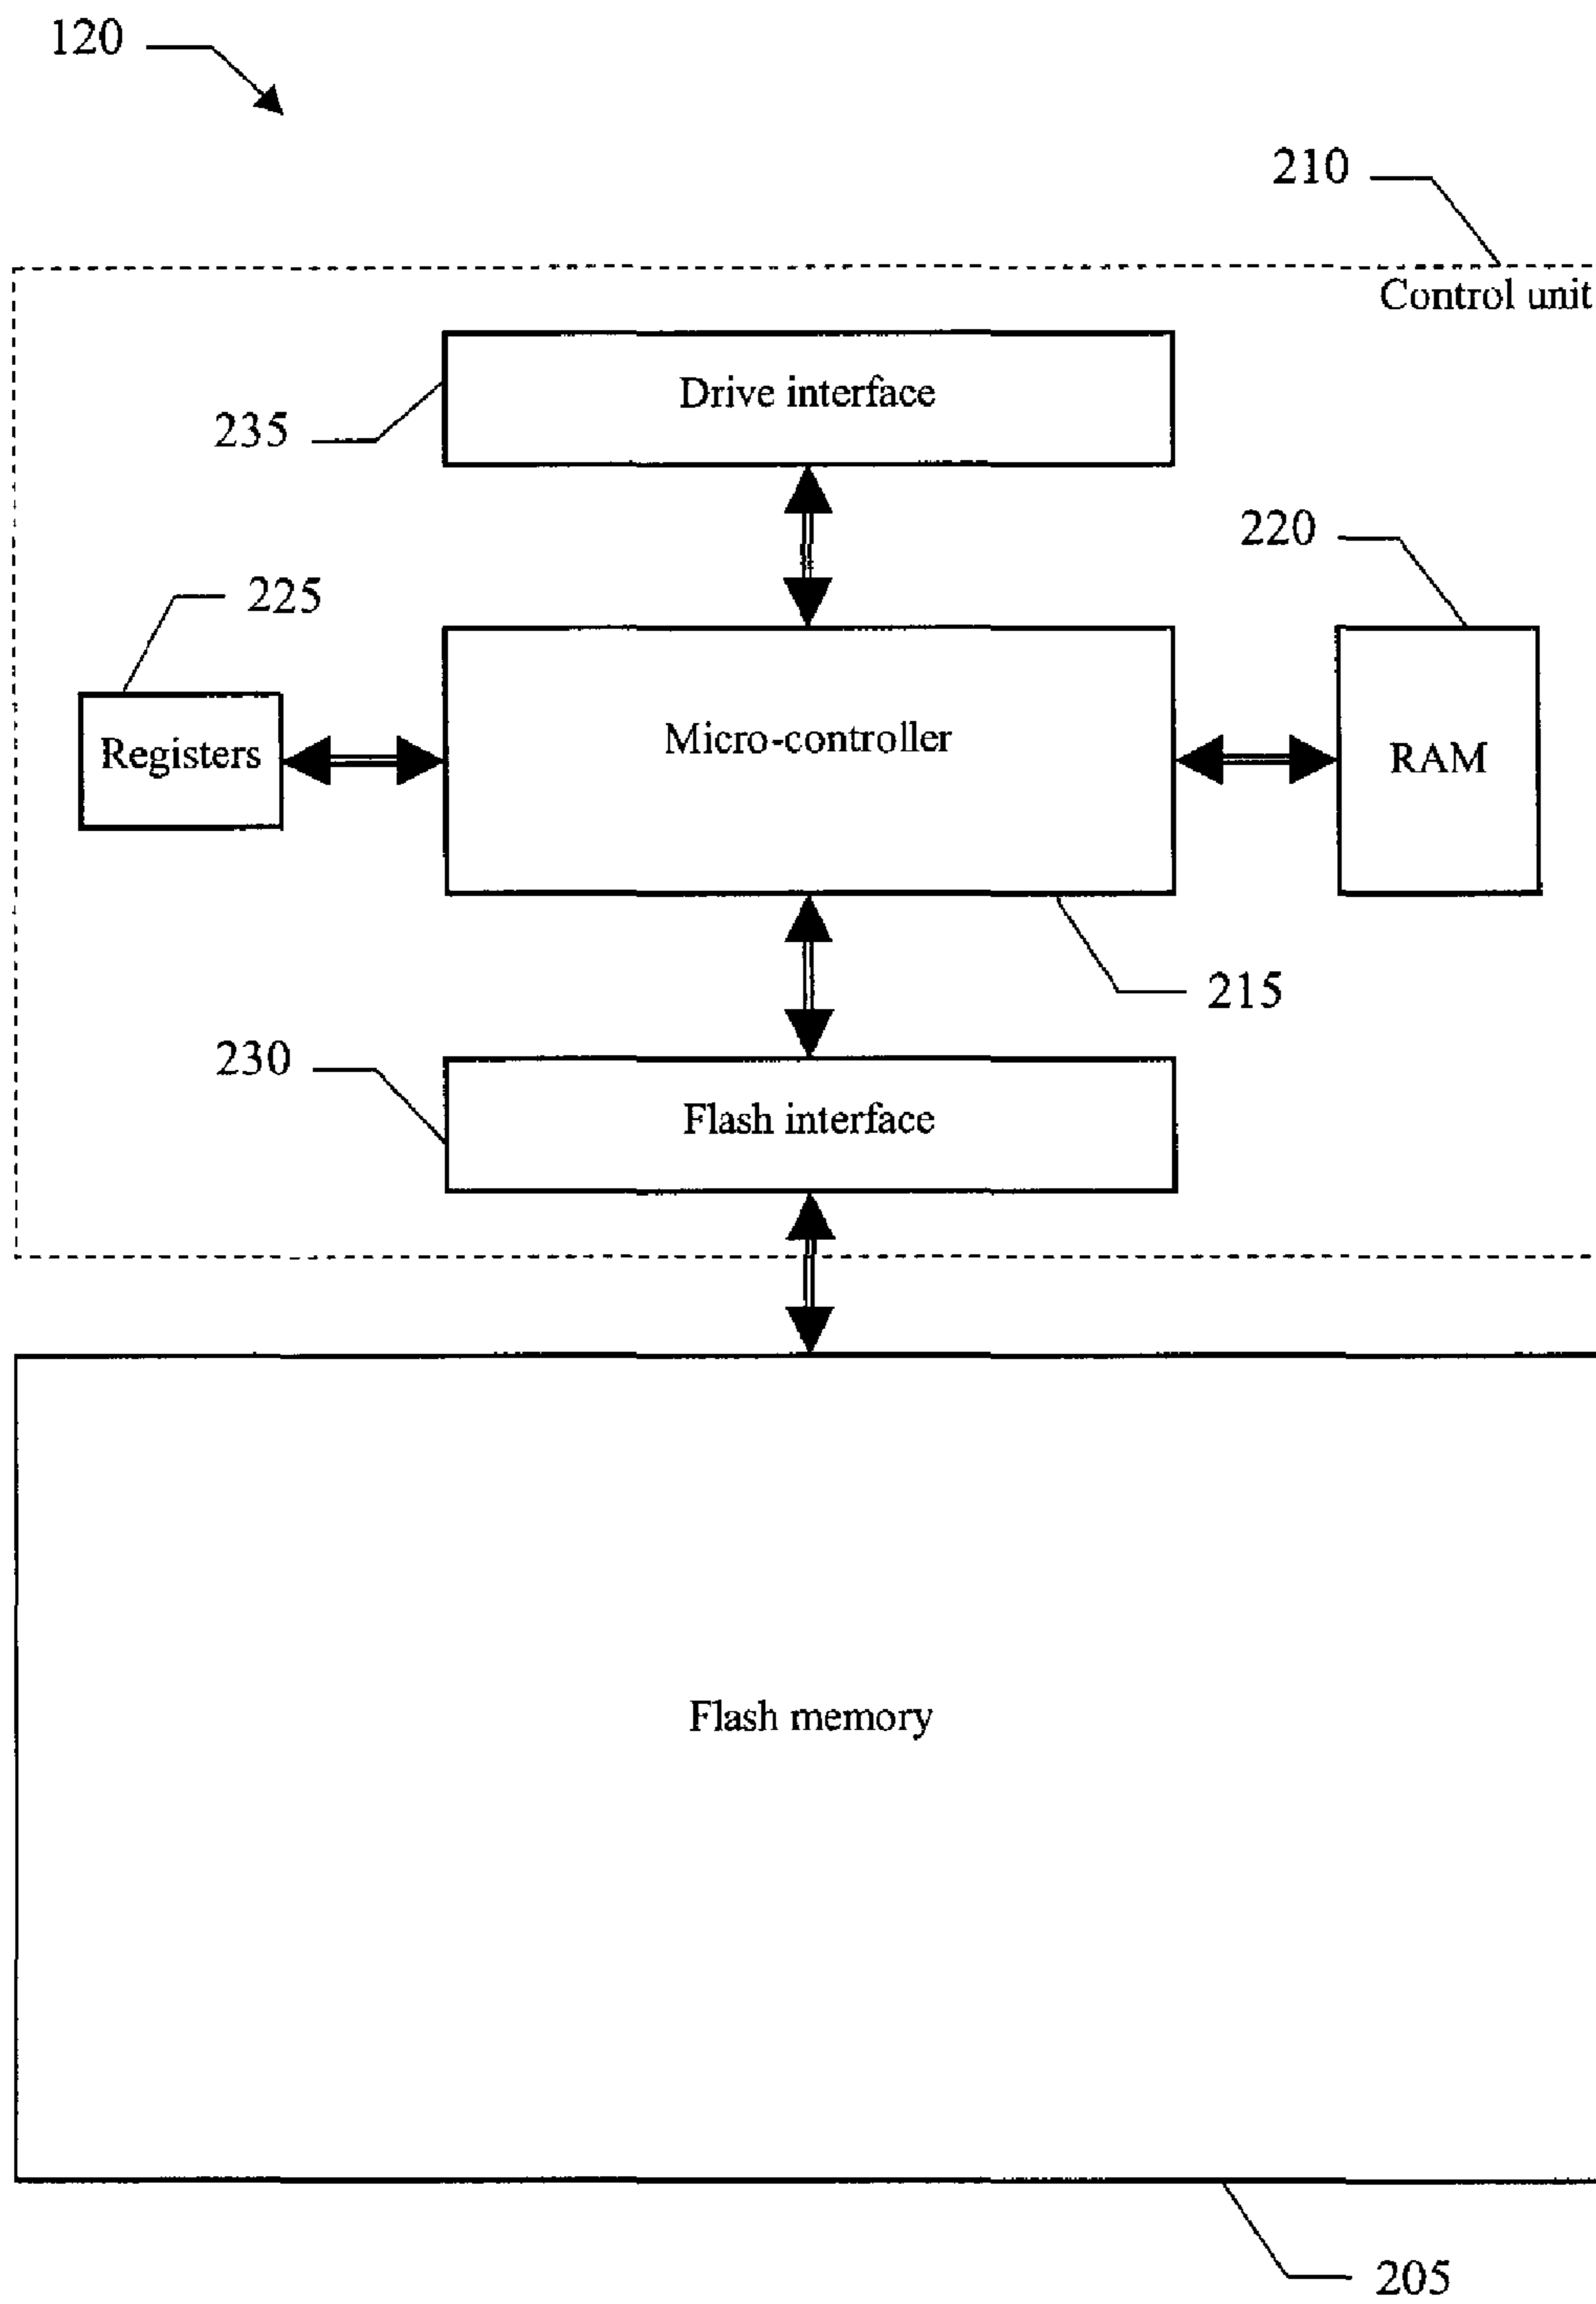 120
210
Control unit
Drive interface
235
220
225
Registers
Micro-controller
RAM
215
230
Flash interface
Flash memory
205